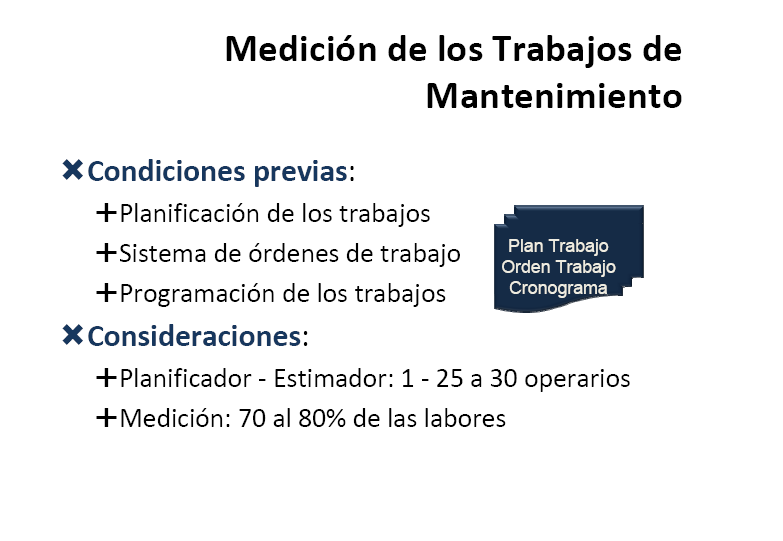 Medición de los Trabajos de
Mantenimiento
Condiciones previas:
Planificación de los trabajos
Sistema de órdenes de trabajo
Programación de los trabajos
Plan Trabajo
Orden Trabajo
Cronograma
Consideraciones:
Planificador - Estimador: 1 - 25 a 30 operarios
Medición: 70 al 80% de las labores